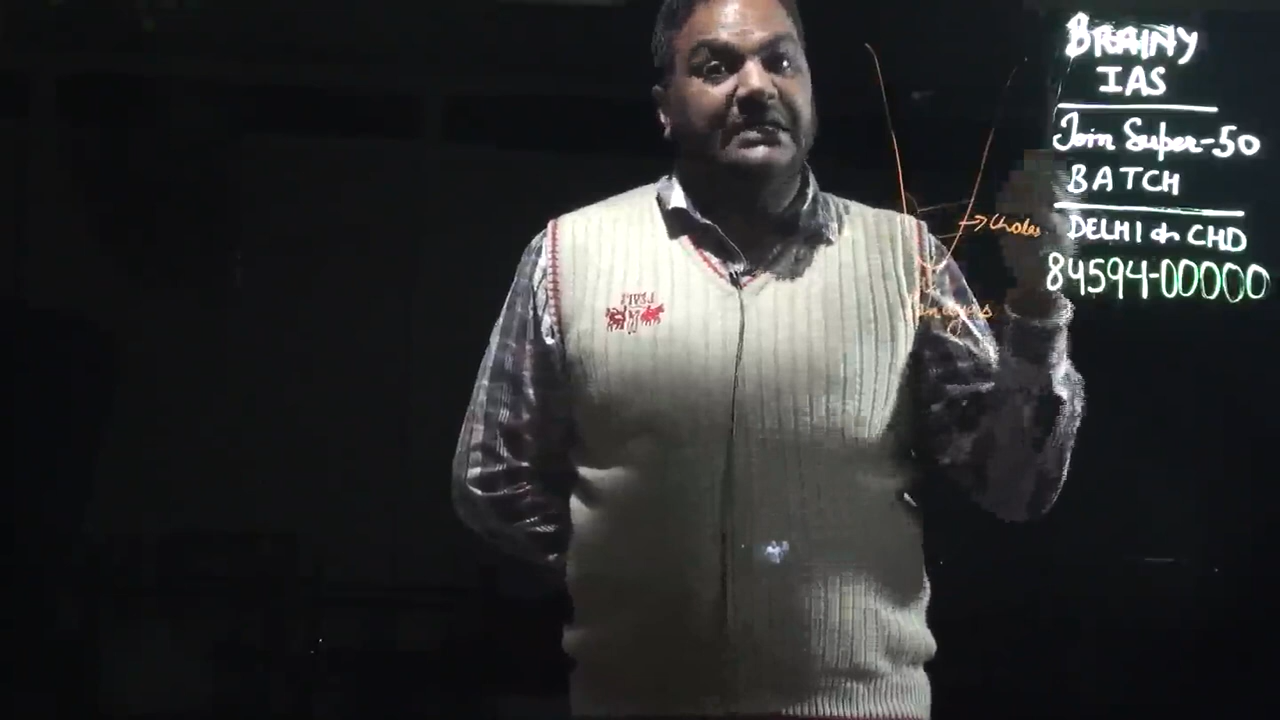 BRAINY
IAS
Join Super-50
BATCH
DELHI & CHD
84594-00000
→Cholas